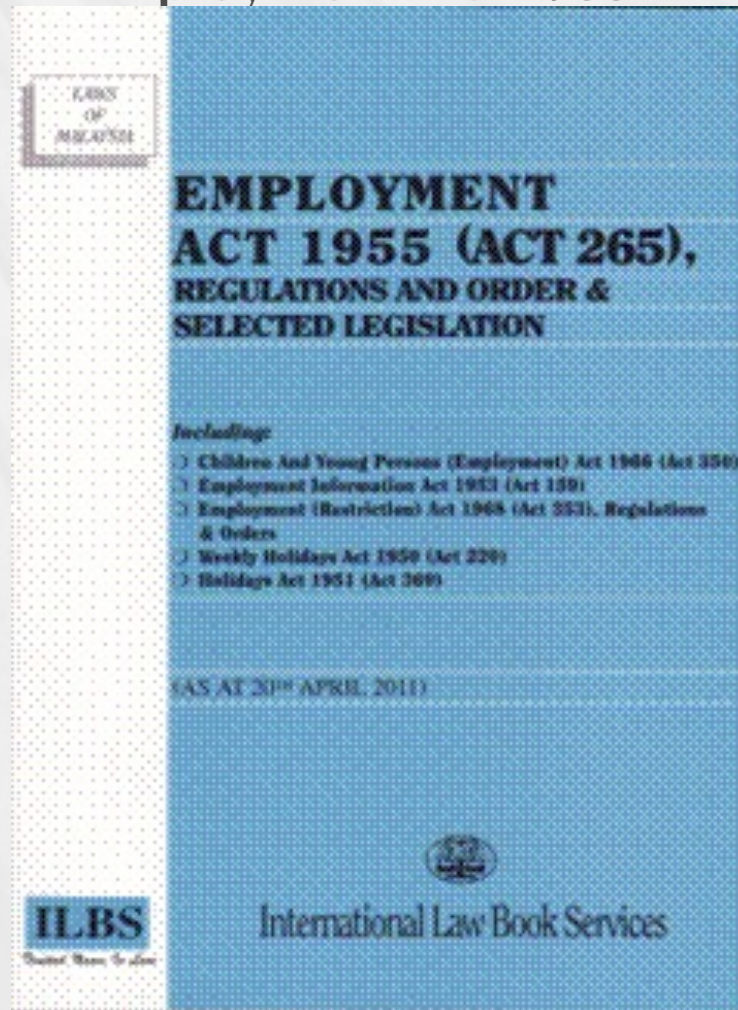 LAWS
OF
MALAYSIA
EMPLOYMENT
ACT 1955 (ACT 265),
REGULATIONS AND ORDER &
SELECTED LEGISLATION
Including:
Children And Young Persons (Employment) Act 1966 (Act 350)
Employment Information Act 1953 (Act 159)
Employment (Restriction) Act 1968 (Act 353), Regulations
& Orders
Weekly Holidays Act 1950 (Act 220)
Holidays Act 1951 (Act 369)
(AS AT 20TH APRIL 2011)
ILBS
International Law Book Services